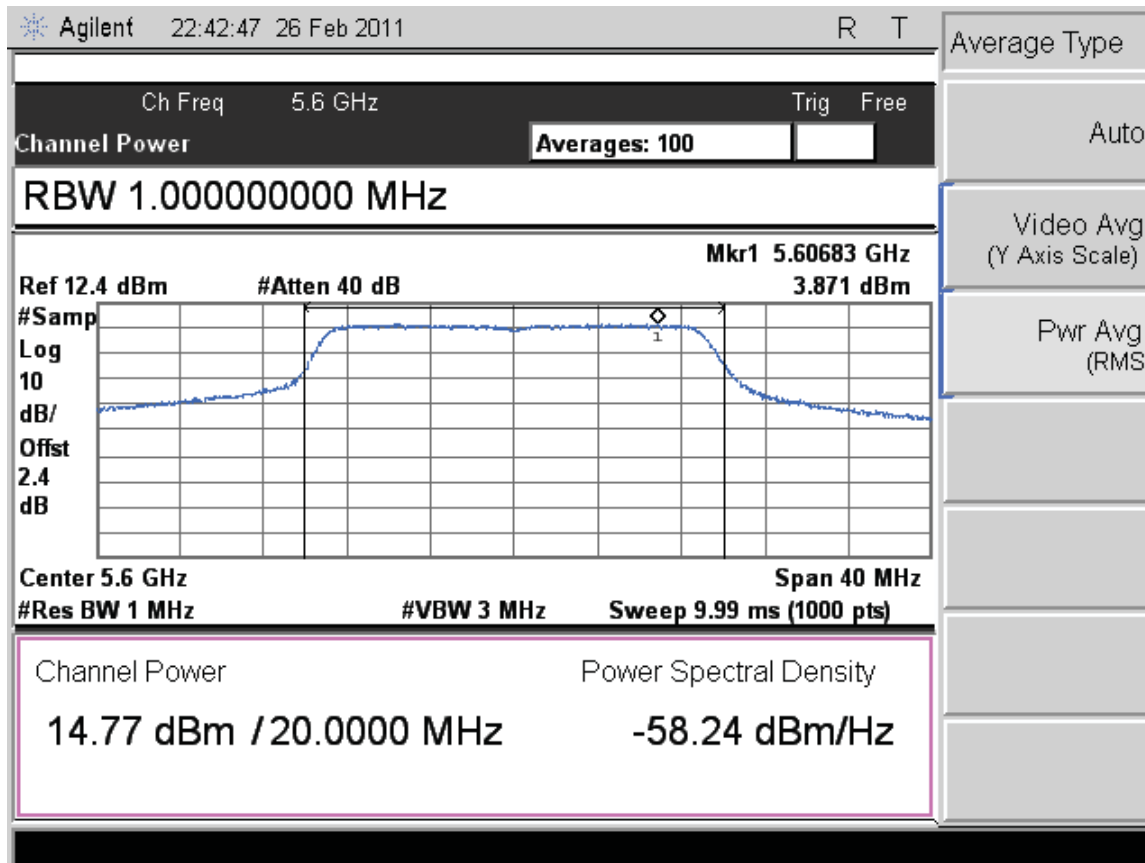 Agilent 22:42:47 26 Feb 2011 R T
Average Type
Ch Freq 5.6 GHz Trig Free
Channel Power Averages: 100
Auto
RBW 1.000000000 MHz
Video Avg
(Y Axis Scale)
Mkr1 5.60683 GHz
Ref 12.4 dBm #Atten 40 dB 3.871 dBm
#Samp
Log
10
dB/
Offst
2.4
dB
1
Pwr Avg
(RMS
Center 5.6 GHz Span 40 MHz
#Res BW 1 MHz #VBW 3 MHz Sweep 9.99 ms (1000 pts)
Channel Power Power Spectral Density
14.77 dBm / 20.0000 MHz -58.24 dBm/Hz